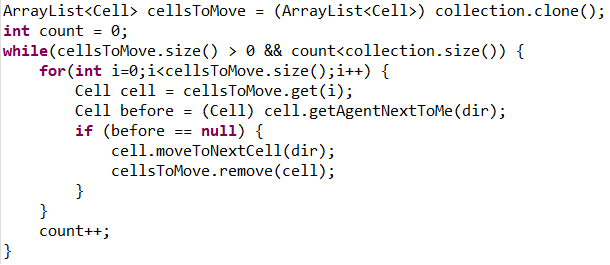 ArrayList<Cell> cellsToMove = (ArrayList<Cell>) collection.clone();
int count = 0;
while(cellsToMove.size() > 0 && count<collection.size()) {
for(int i=0;i<cellsToMove.size();i++) {
Cell cell = cellsToMove.get(i);
Cell before = (Cell) cell.getAgentNextToMe(dir);
if (before == null) {
cell.moveToNextCell(dir);
cellsToMove.remove(cell);
}
}
count++;
}